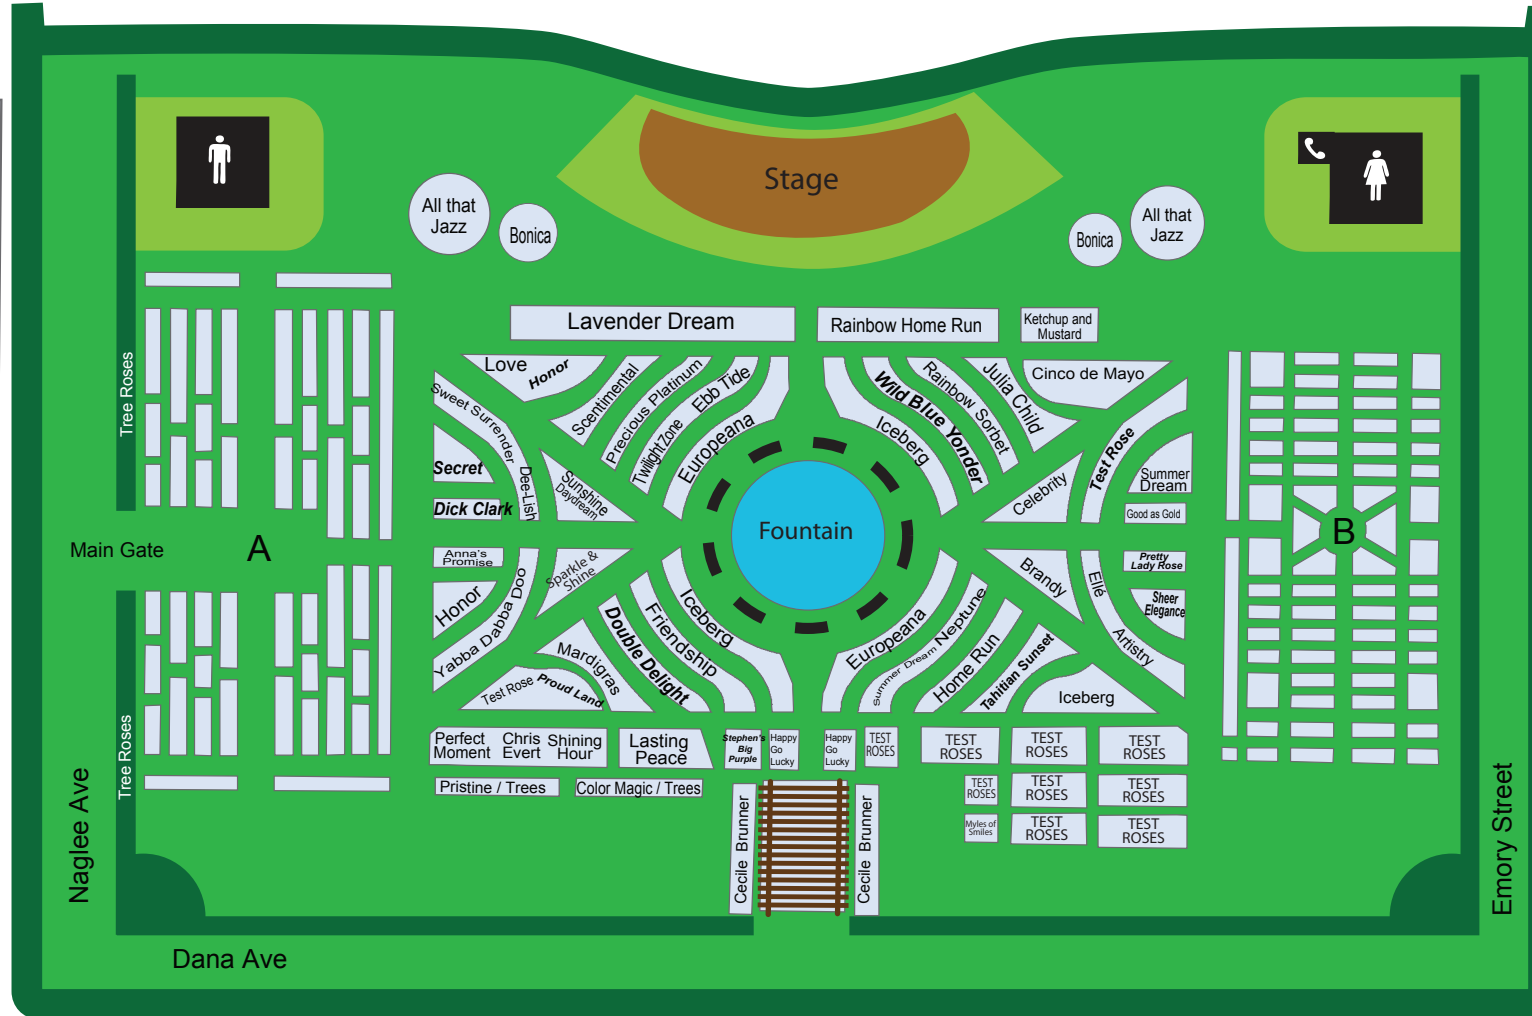 Stage
All that
Jazz
Bonica
Bonica
All that
Jazz
Lavender Dream
Rainbow Home Run
Ketchup and
Mustard
Tree Roses
Love
Honor
Scentimental
Precious Platinum
Twilight Zone
Ebb Tide
Europeana
Iceberg
Wild Blue Yonder
Rainbow Sorbet
Julia Child
Cinco de Mayo
Sweet Surrender
Dee-Lish
Secret
Dick Clark
Sunshine
Daydream
Fountain
Celebrity
Test Rose
Summer
Dream
Good as Gold
Main Gate
A
B
Anna's
Promise
Honor
Yabba Dabba Doo
Sparkle &
Shine
Mardigras
Double Delight
Friendship
Iceberg
Test Rose
Proud Land
Europeana
Summer Dream
Neptune
Home Run
Tahitian Sunset
Iceberg
Brandy
Ellé
Artistry
Pretty
Lady Rose
Sheer
Elegance
Tree Roses
Perfect
Moment
Chris
Evert
Shining
Hour
Lasting
Peace
Stephen's
Big
Purple
Happy
Go
Lucky
Happy
Go
Lucky
TEST
ROSES
TEST
ROSES
TEST
ROSES
TEST
ROSES
Pristine / Trees
Color Magic / Trees
TEST
ROSES
TEST
ROSES
TEST
ROSES
Myles of
Smiles
TEST
ROSES
TEST
ROSES
Cecile Brunner
Cecile Brunner
Naglee Ave
Emory Street
Dana Ave